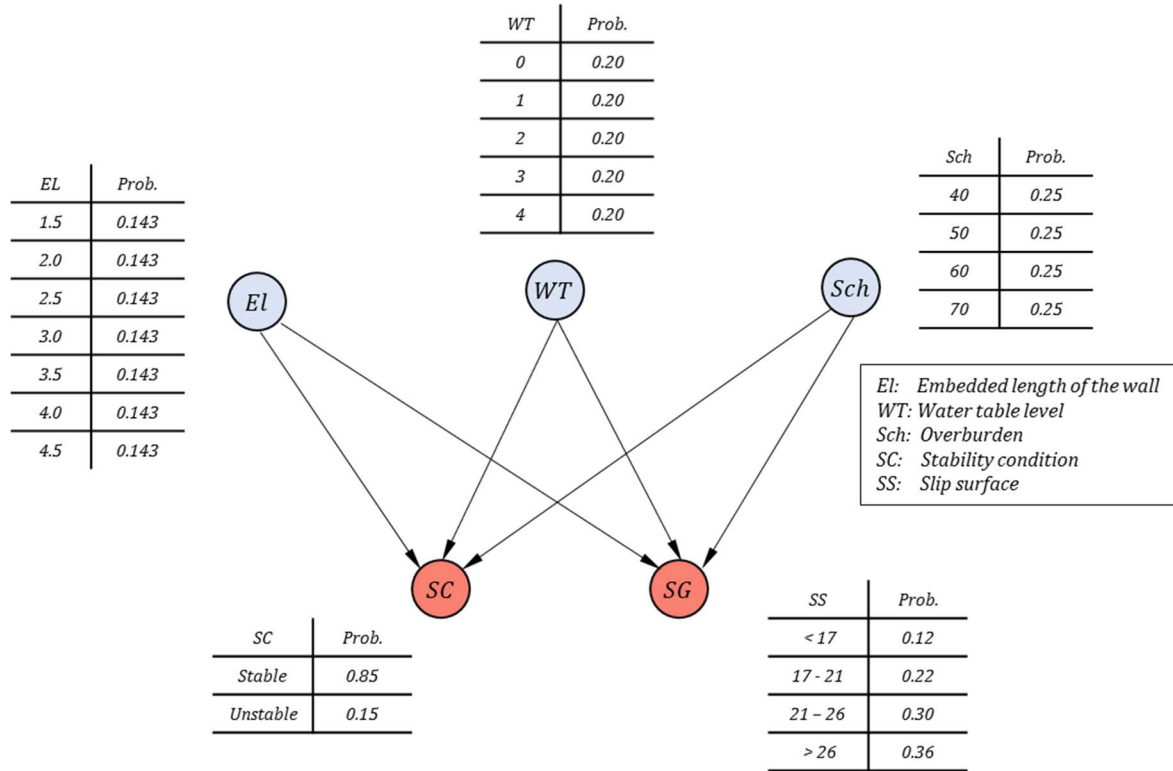 WT Prob.
0 0.20
1 0.20
2 0.20
3 0.20
4 0.20
Sch Prob.
40 0.25
50 0.25
60 0.25
70 0.25
EL Prob.
1.5 0.143
2.0 0.143
2.5 0.143
3.0 0.143
3.5 0.143
4.0 0.143
4.5 0.143
El
WT
Sch
El: Embedded length of the wall
WT: Water table level
Sch: Overburden
SC: Stability condition
SS: Slip surface
SC
SG
SC Prob.
Stable 0.85
Unstable 0.15
SS Prob.
< 17 0.12
17 - 21 0.22
21 – 26 0.30
> 26 0.36